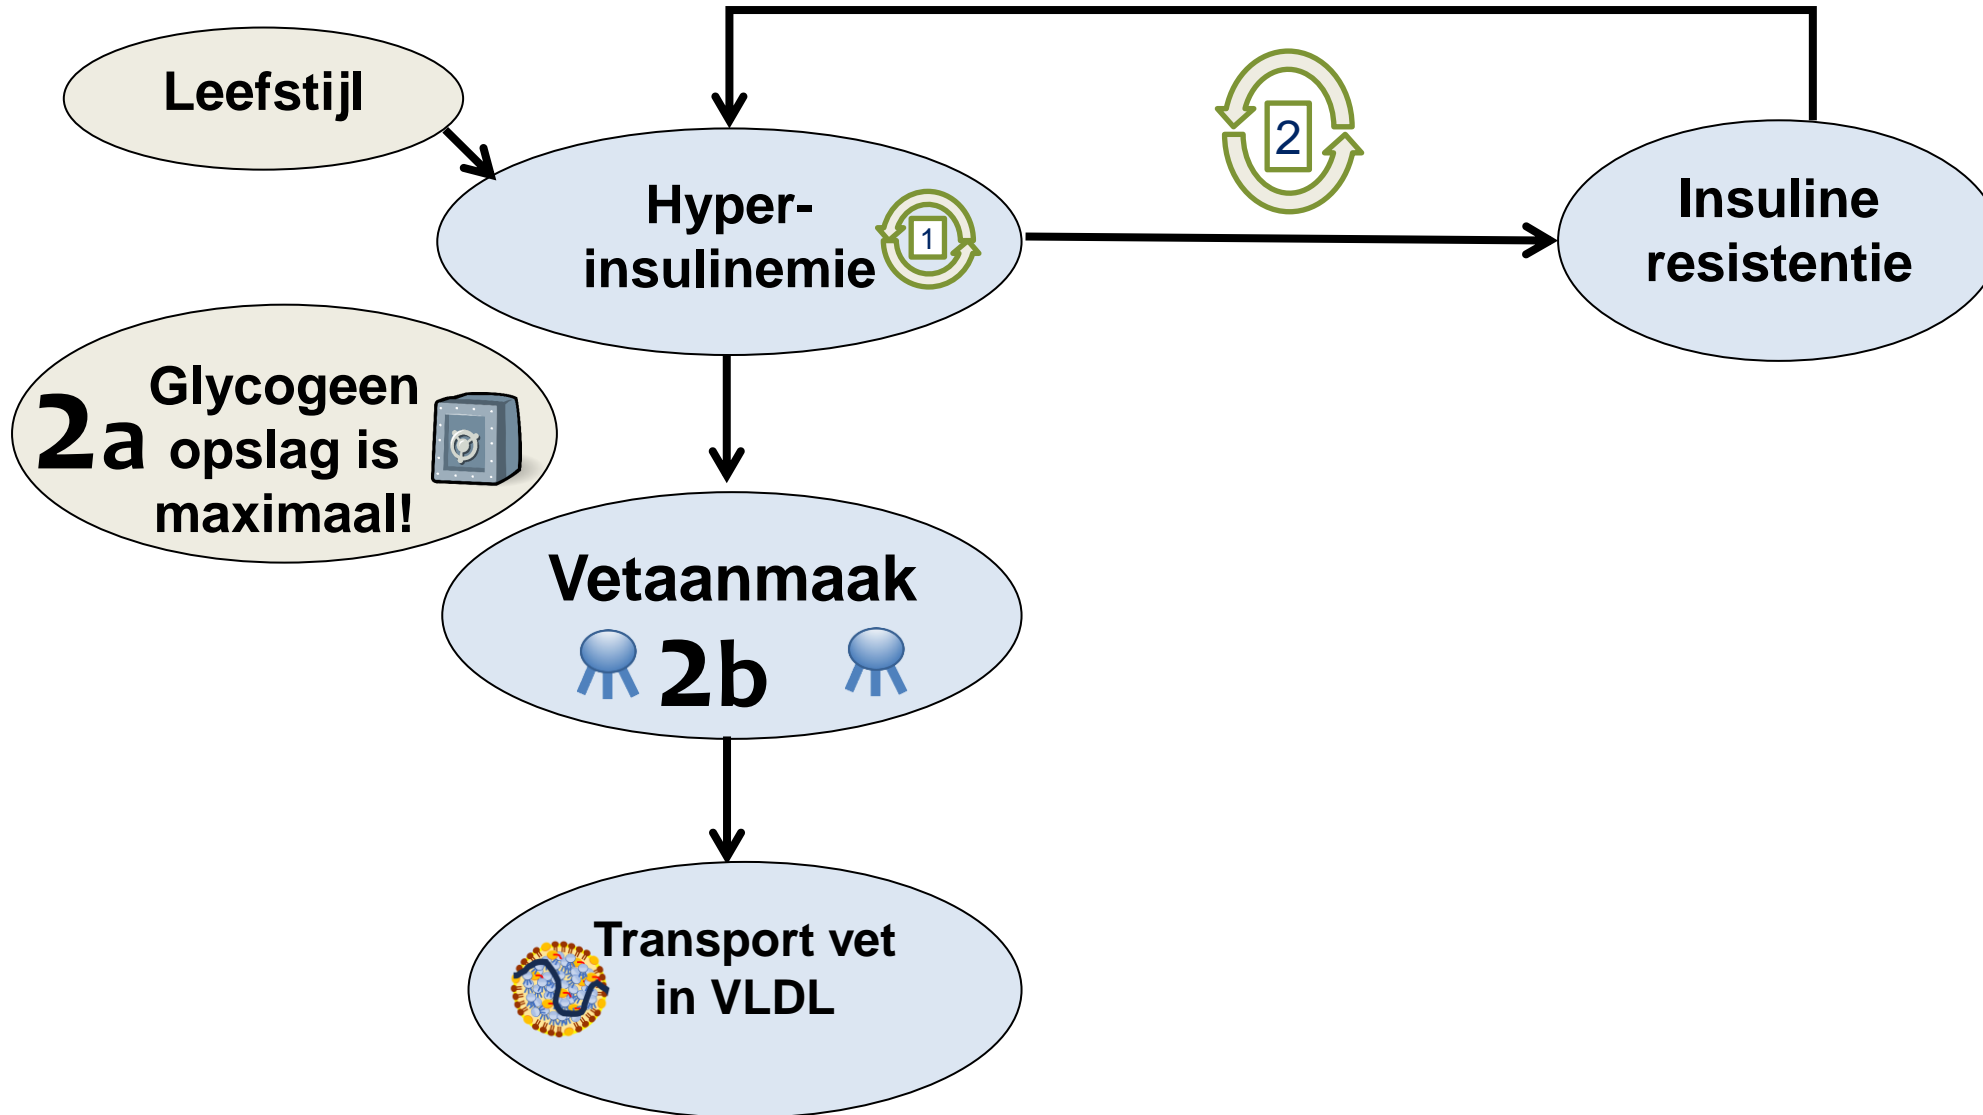 Leefstijl
Hyper-
insulinemie
1
2
Insuline
resistentie
2a
Glycogeen
opslag is
maximaal!
Vetaanmaak
2b
Transport vet
in VLDL